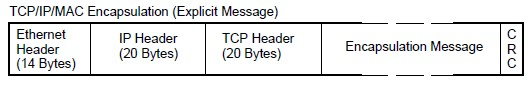 TCP/IP/MAC Encapsulation (Explicit Message)
Ethernet
Header
(14 Bytes)
IP Header
(20 Bytes)
TCP Header
(20 Bytes)
Encapsulation Message
C
R
C